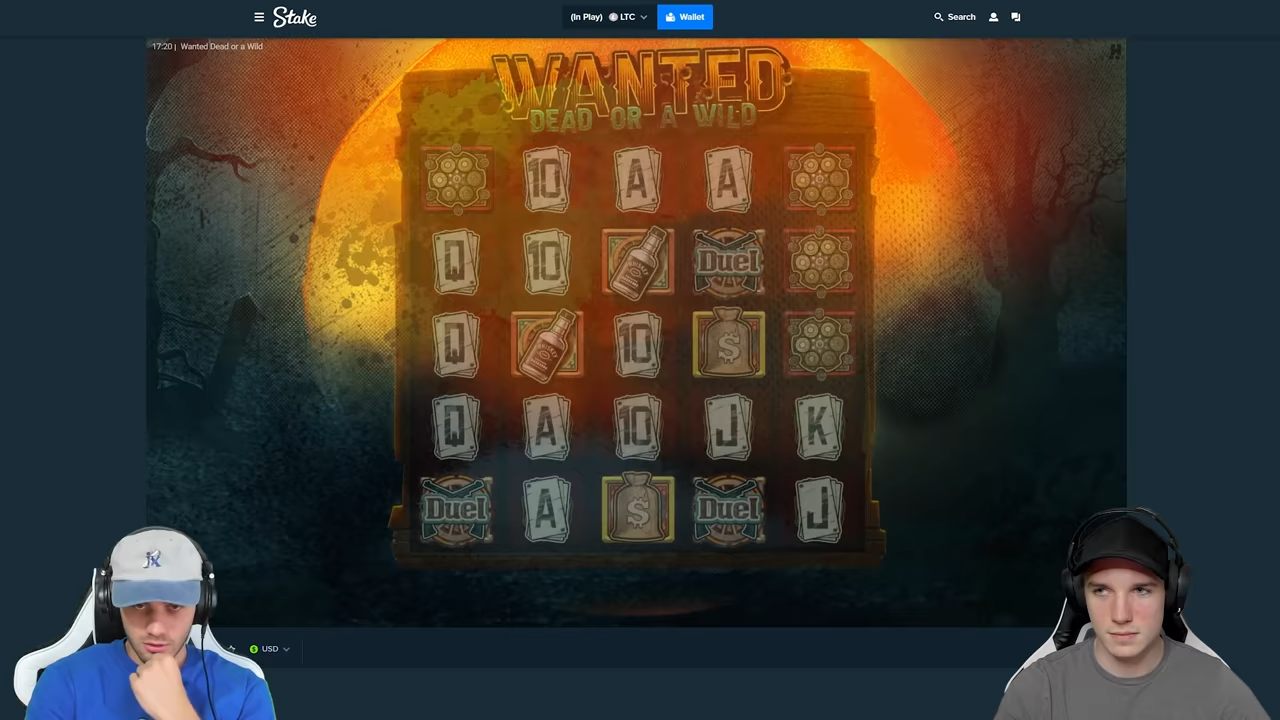 Stake
(In Play) LTC
Wallet
Search
17:20 | Wanted Dead or a Wild
WANTED
DEAD OR A WILD
10 A A
Q 10 Duel
Q 10 $
Q A 10 J K
Duel A $ Duel J
USD